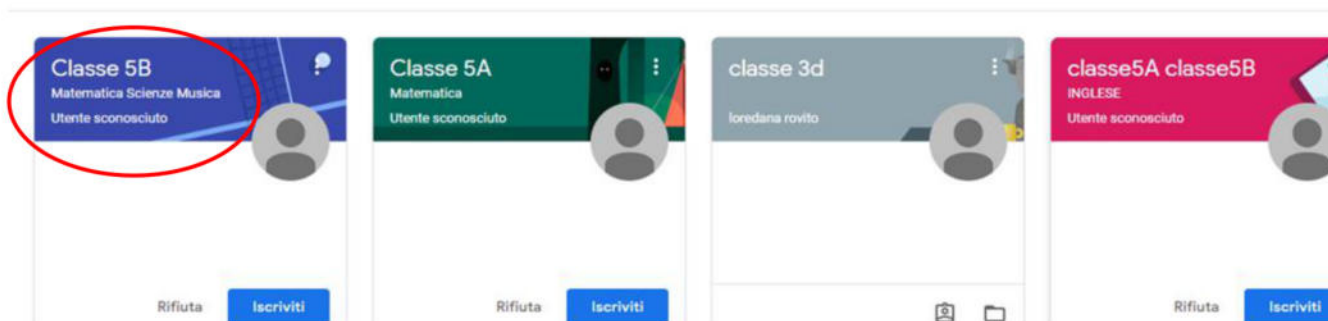 Classe 5B
Matematica Scienze Musica
Utente sconosciuto
Rifiuta
Iscriviti
Classe 5A
Matematica
Utente sconosciuto
Rifiuta
Iscriviti
classe 3d
loredana rovito
classe5A classe5B
INGLESE
Utente sconosciuto
Rifiuta
Iscriviti